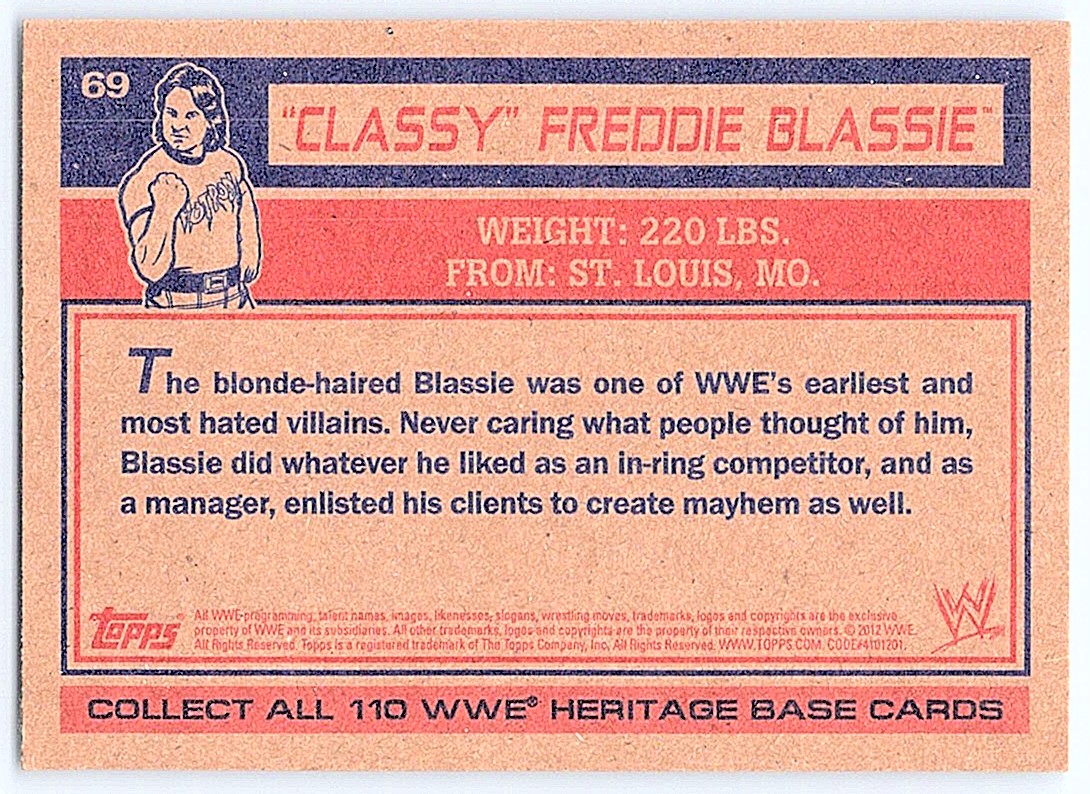 69
"CLASSY" FREDDIE BLASSIE™
WEIGHT: 220 LBS.
FROM: ST. LOUIS, MO.
The blonde-haired Blassie was one of WWE's earliest and
most hated villains. Never caring what people thought of him,
Blassie did whatever he liked as an in-ring competitor, and as
a manager, enlisted his clients to create mayhem as well.
topps
All WWE programming, talent names, images, likenesses, slogans, wrestling moves, trademarks, logos and copyrights are the exclusive
property of WWE and its subsidiaries. All other trademarks, logos and copyrights are the property of their respective owners. © 2012 WWE.
All Rights Reserved. Topps is a registered trademark of The Topps Company, Inc. All Rights Reserved. WWW.TOPPS.COM. CODE#4101201.
W
COLLECT ALL 110 WWE® HERITAGE BASE CARDS